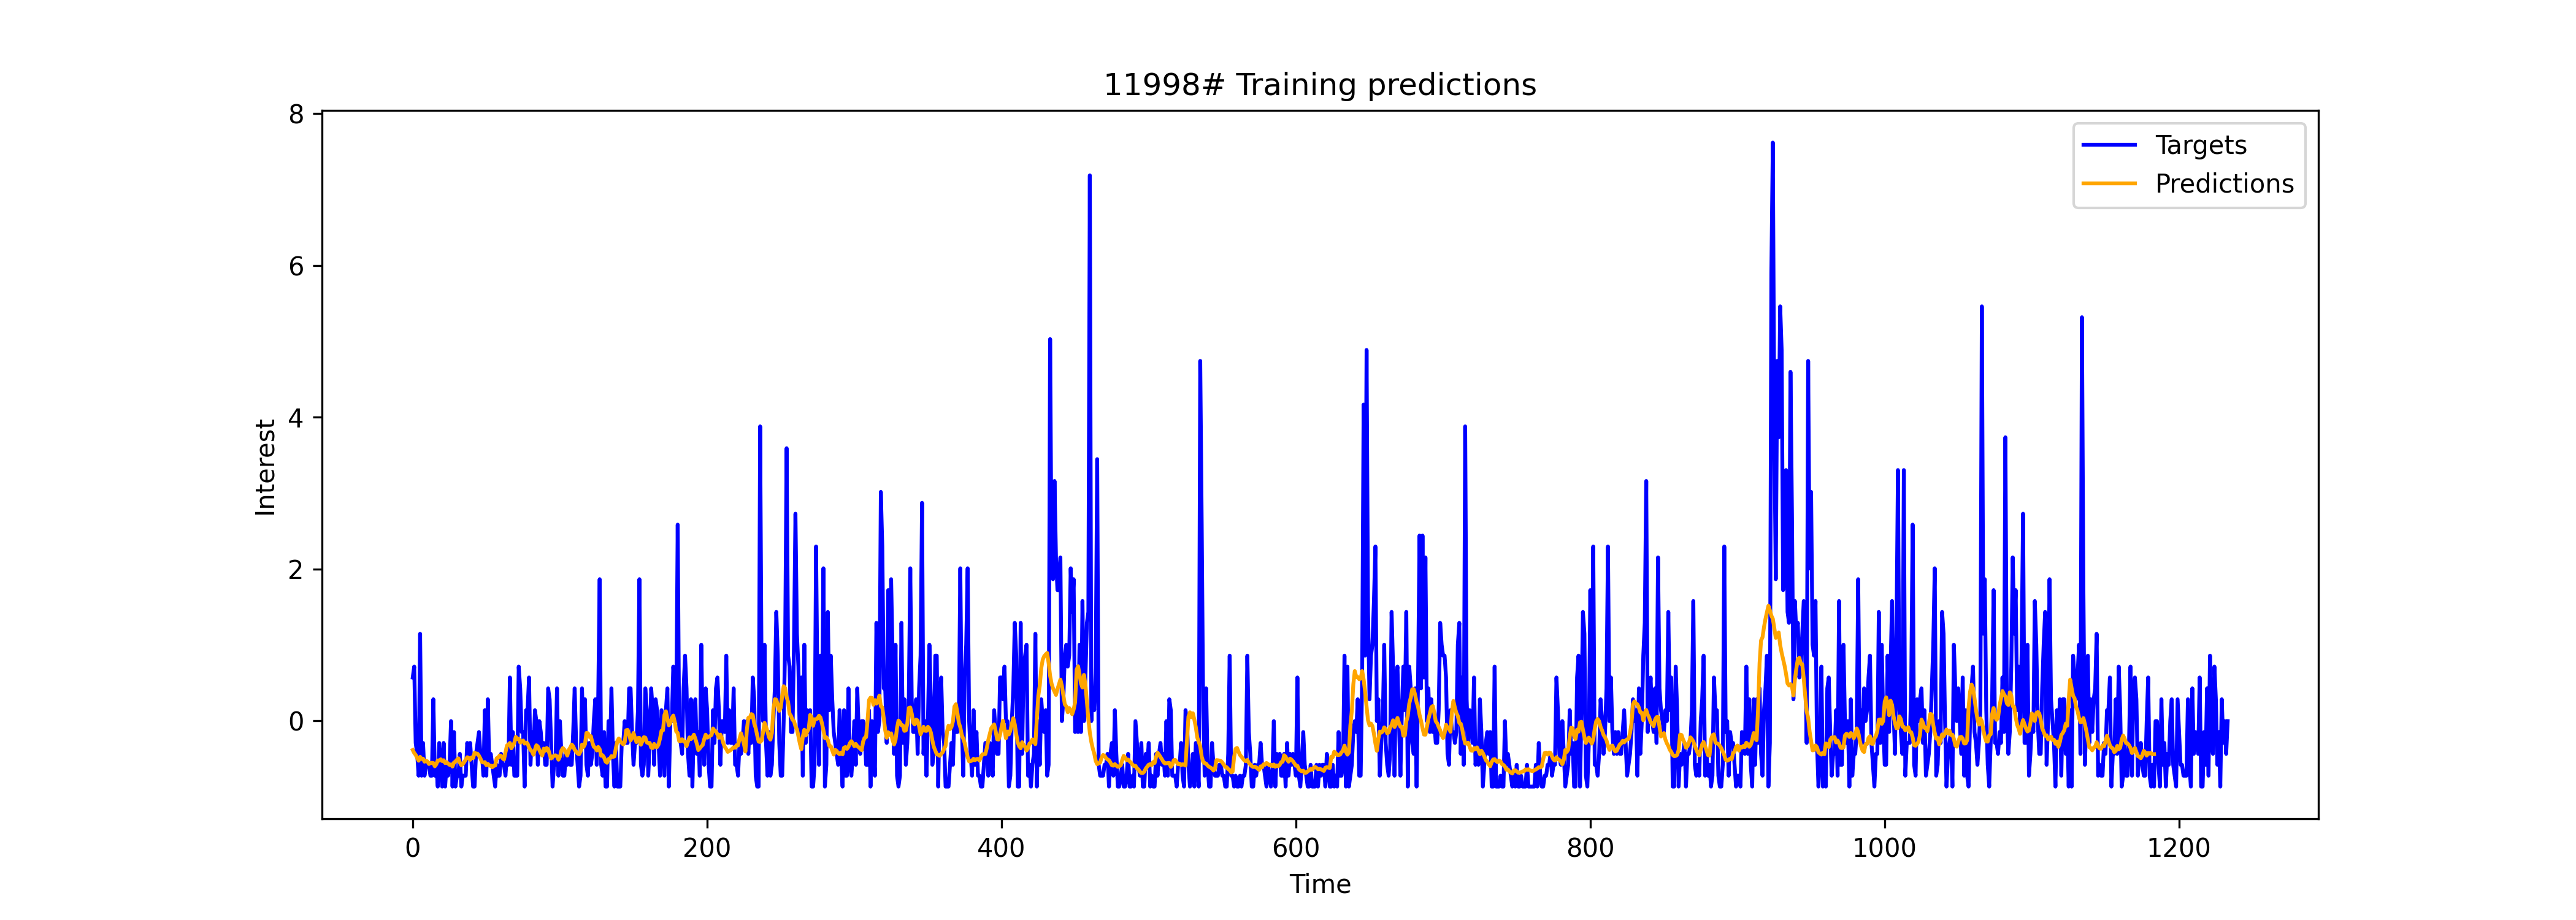 11998# Training predictions
8
6
4
2
0
Interest
Targets
Predictions
0 200 400 600 800 1000 1200
Time